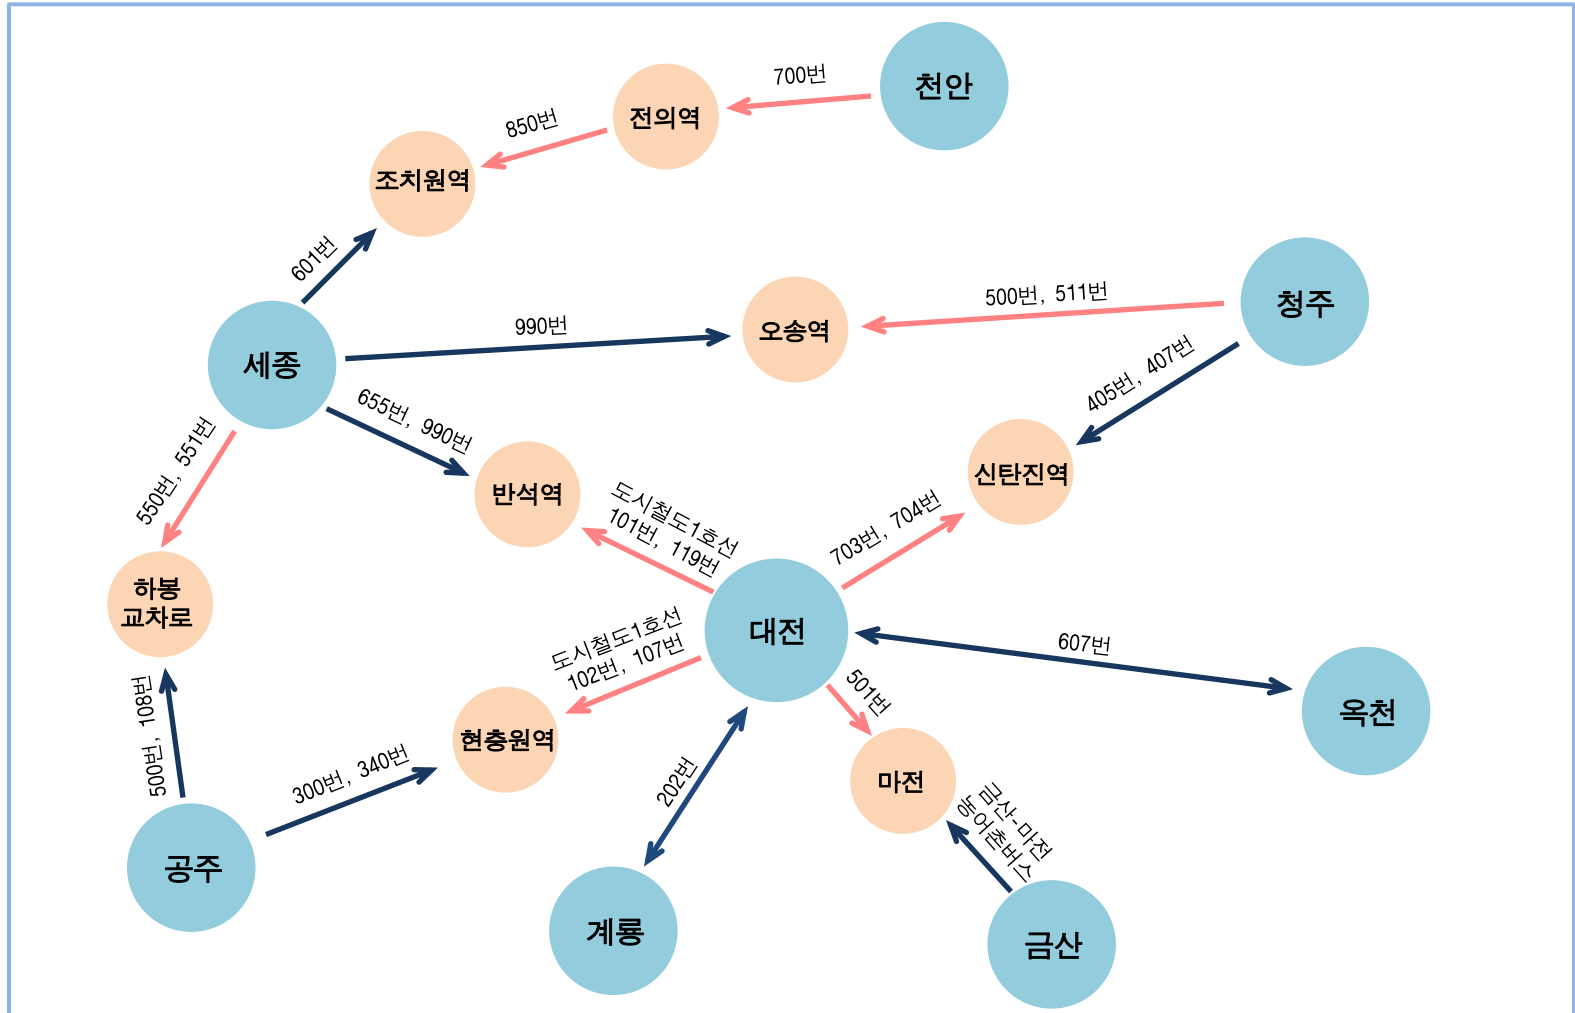 700번
천안
전의역
850번
조치원역
601번
500번, 511번
청주
990번
오송역
세종
405번, 407번
655번, 990번
550번, 551번
신탄진역
반석역
도시철도1호선
101번, 119번
703번, 704번
하봉
교차로
대전
607번
도시철도1호선
102번, 107번
501번
옥천
500번, 108번
현충원역
300번, 340번
202번
마전
금산-마전
농어촌버스
공주
계룡
금산